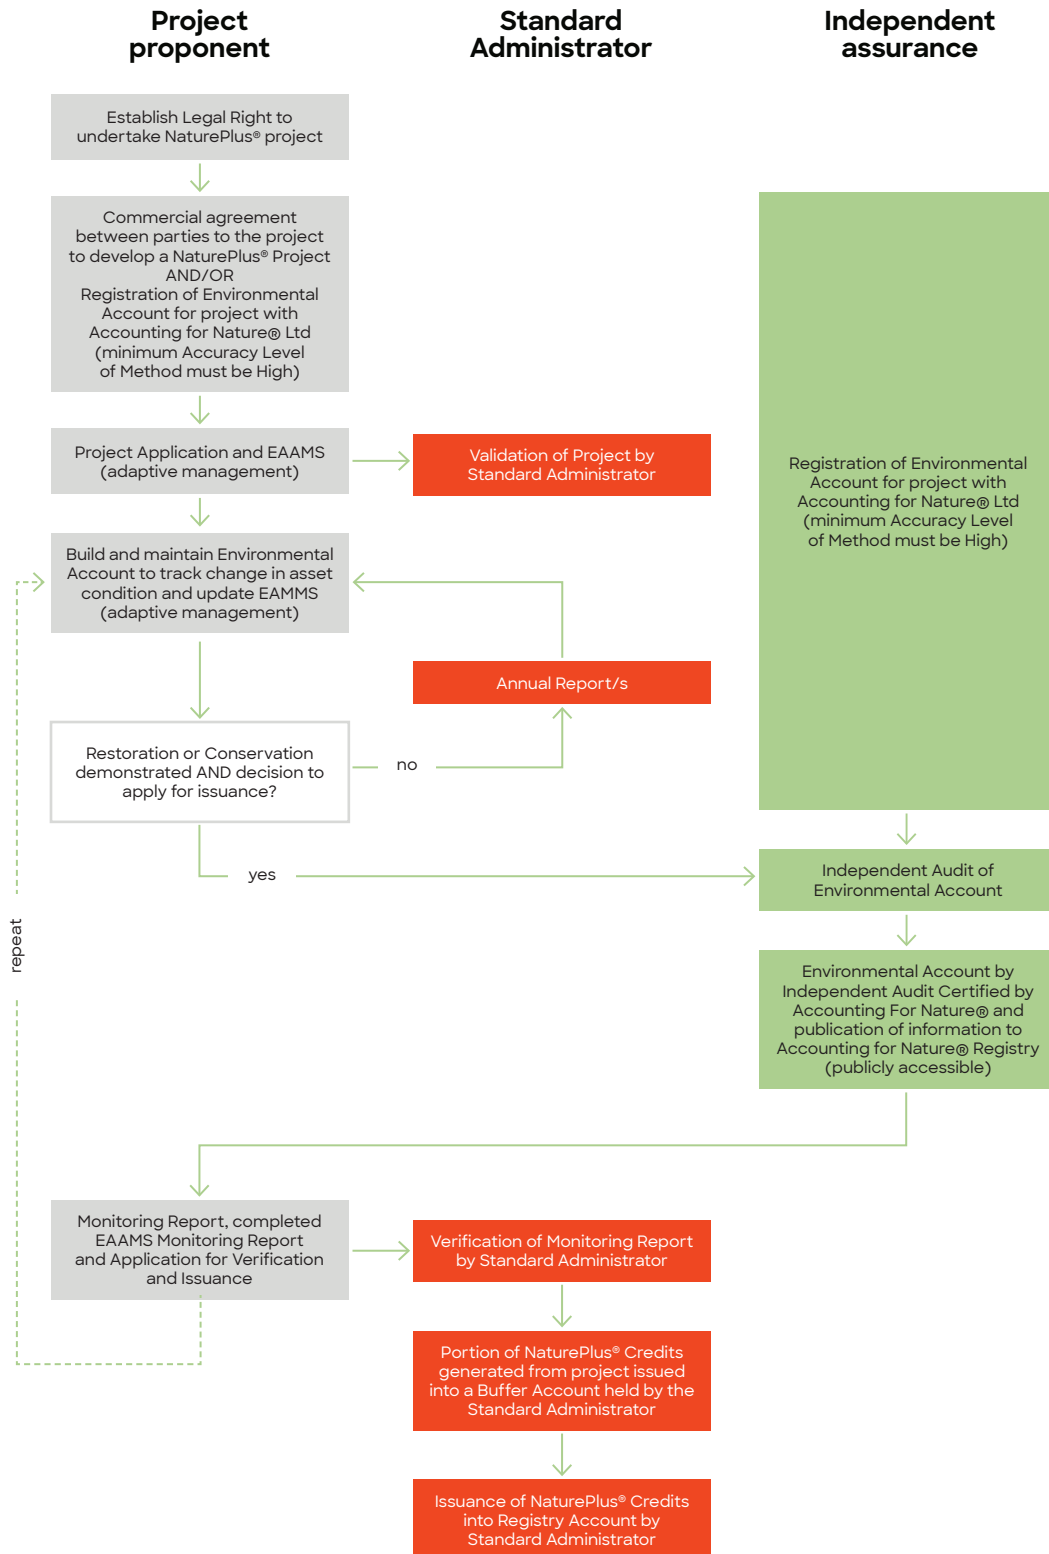 Project
proponent
Standard
Administrator
Independent
assurance
Establish Legal Right to
undertake NaturePlus® project
Commercial agreement
between parties to the project
to develop a NaturePlus® Project
AND/OR
Registration of Environmental
Account for project with
Accounting for Nature® Ltd
(minimum Accuracy Level
of Method must be High)
Project Application and EAAMS
(adaptive management)
Validation of Project by
Standard Administrator
Registration of Environmental
Account for project with
Accounting for Nature® Ltd
(minimum Accuracy Level
of Method must be High)
Build and maintain Environmental
Account to track change in asset
condition and update EAMMS
(adaptive management)
Annual Report/s
Restoration or Conservation
demonstrated AND decision to
apply for issuance?
no
yes
Independent Audit of
Environmental Account
repeat
Environmental Account by
Independent Audit Certified by
Accounting For Nature® and
publication of information to
Accounting for Nature® Registry
(publicly accessible)
Monitoring Report, completed
EAAMS Monitoring Report
and Application for Verification
and Issuance
Verification of Monitoring Report
by Standard Administrator
Portion of NaturePlus® Credits
generated from project issued
into a Buffer Account held by the
Standard Administrator
Issuance of NaturePlus® Credits
into Registry Account by
Standard Administrator